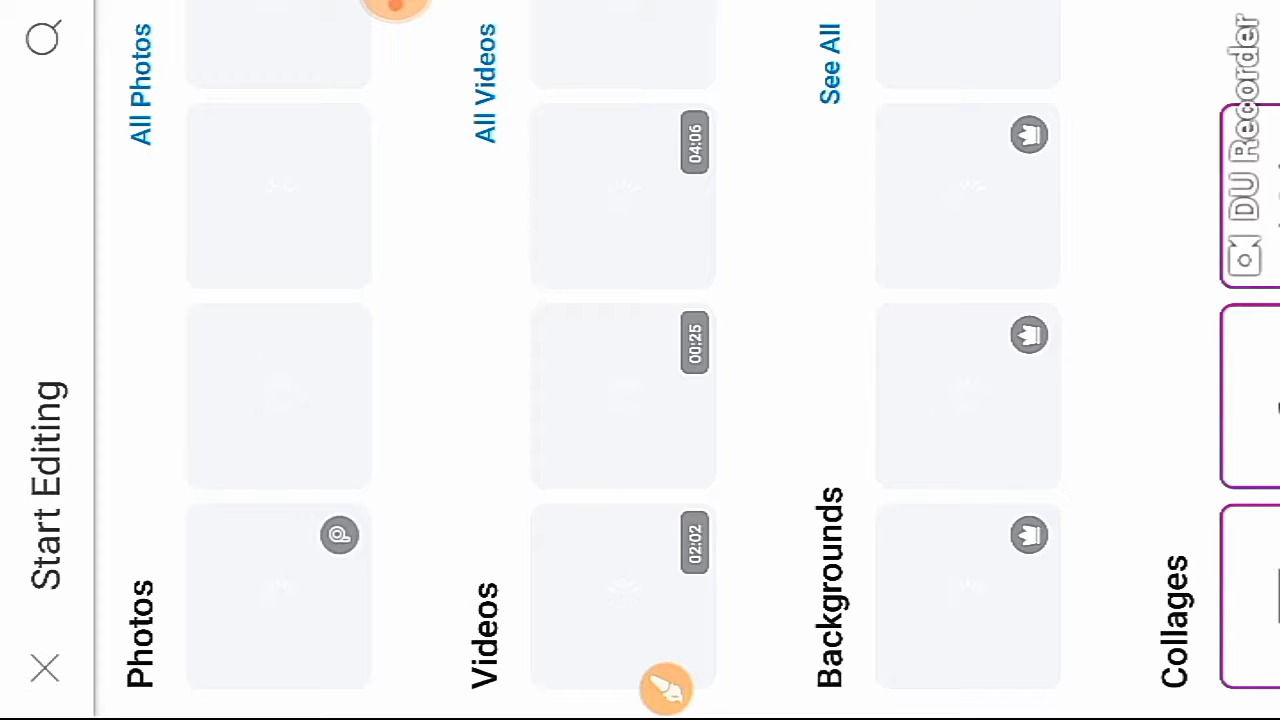 Start Editing
Photos
All Photos
Videos
All Videos
02:02
00:25
04:06
Backgrounds
See All
Collages
DU Recorder